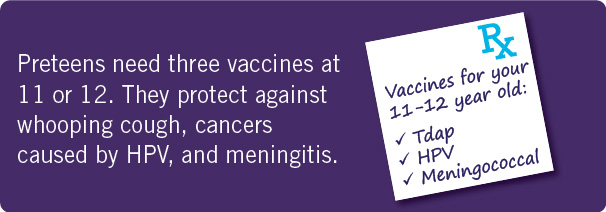 Preteens need three vaccines at
11 or 12. They protect against
whooping cough, cancers
caused by HPV, and meningitis.
Rx
Vaccines for your
11-12 year old:
✓ Tdap
✓ HPV
✓ Meningococcal